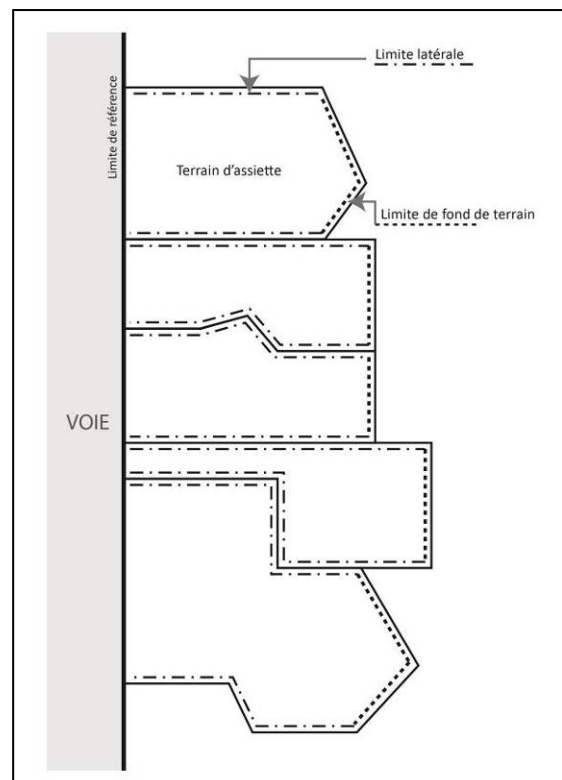 Limite latérale
Limite de référence
Terrain d'assiette
Limite de fond de terrain
VOIE